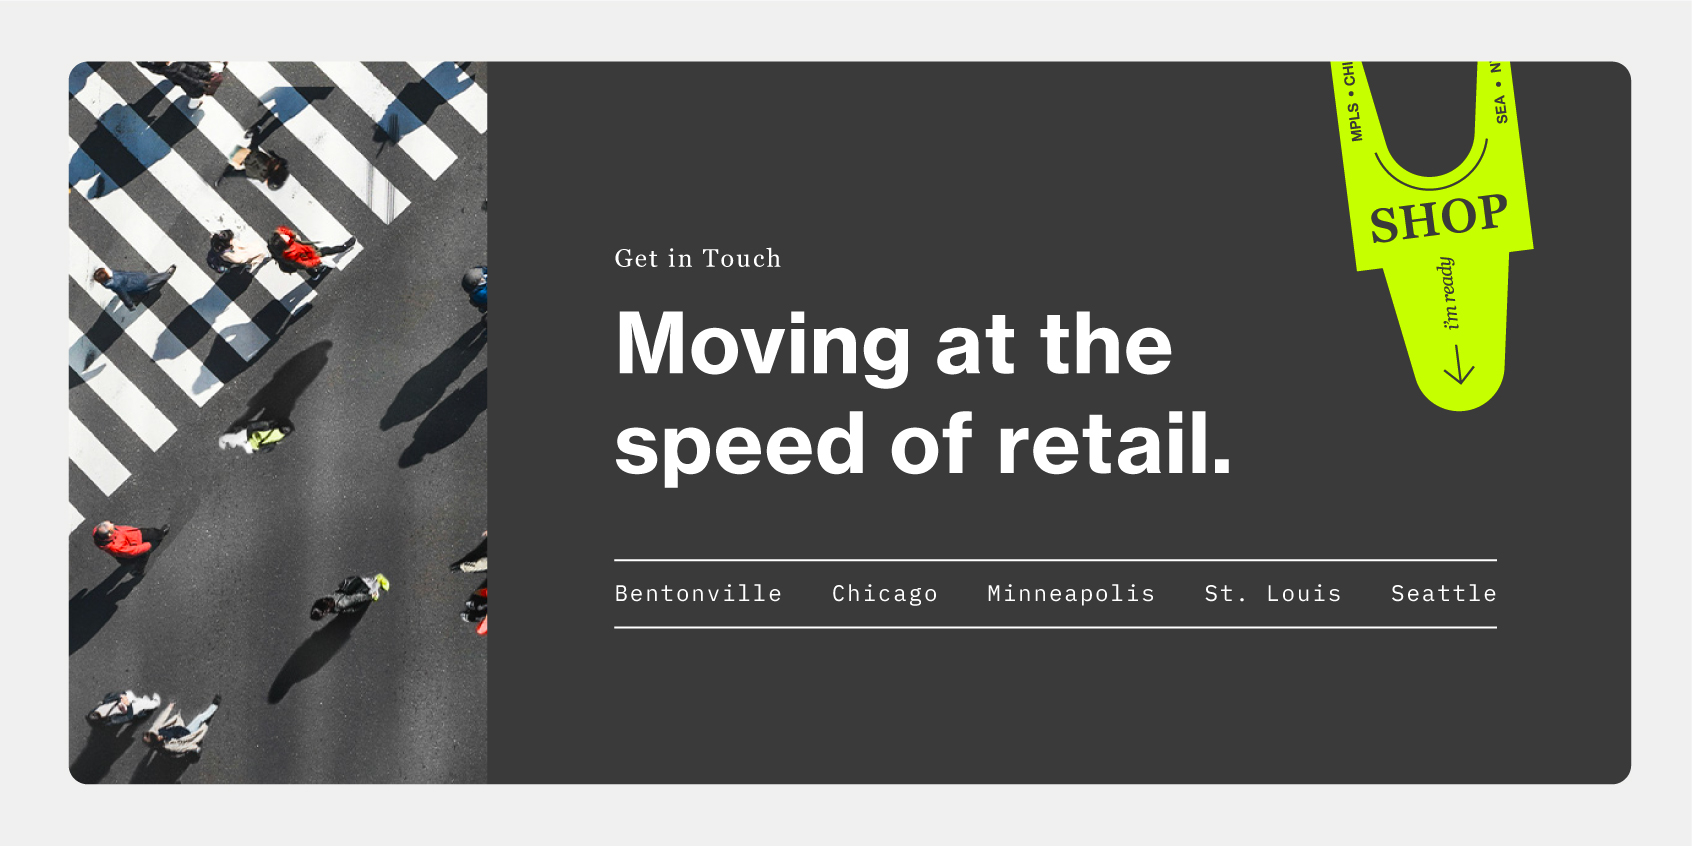 Get in Touch
Moving at the
speed of retail.
Bentonville Chicago Minneapolis St. Louis Seattle
MPLS •
SEA •
SHOP
i'm ready